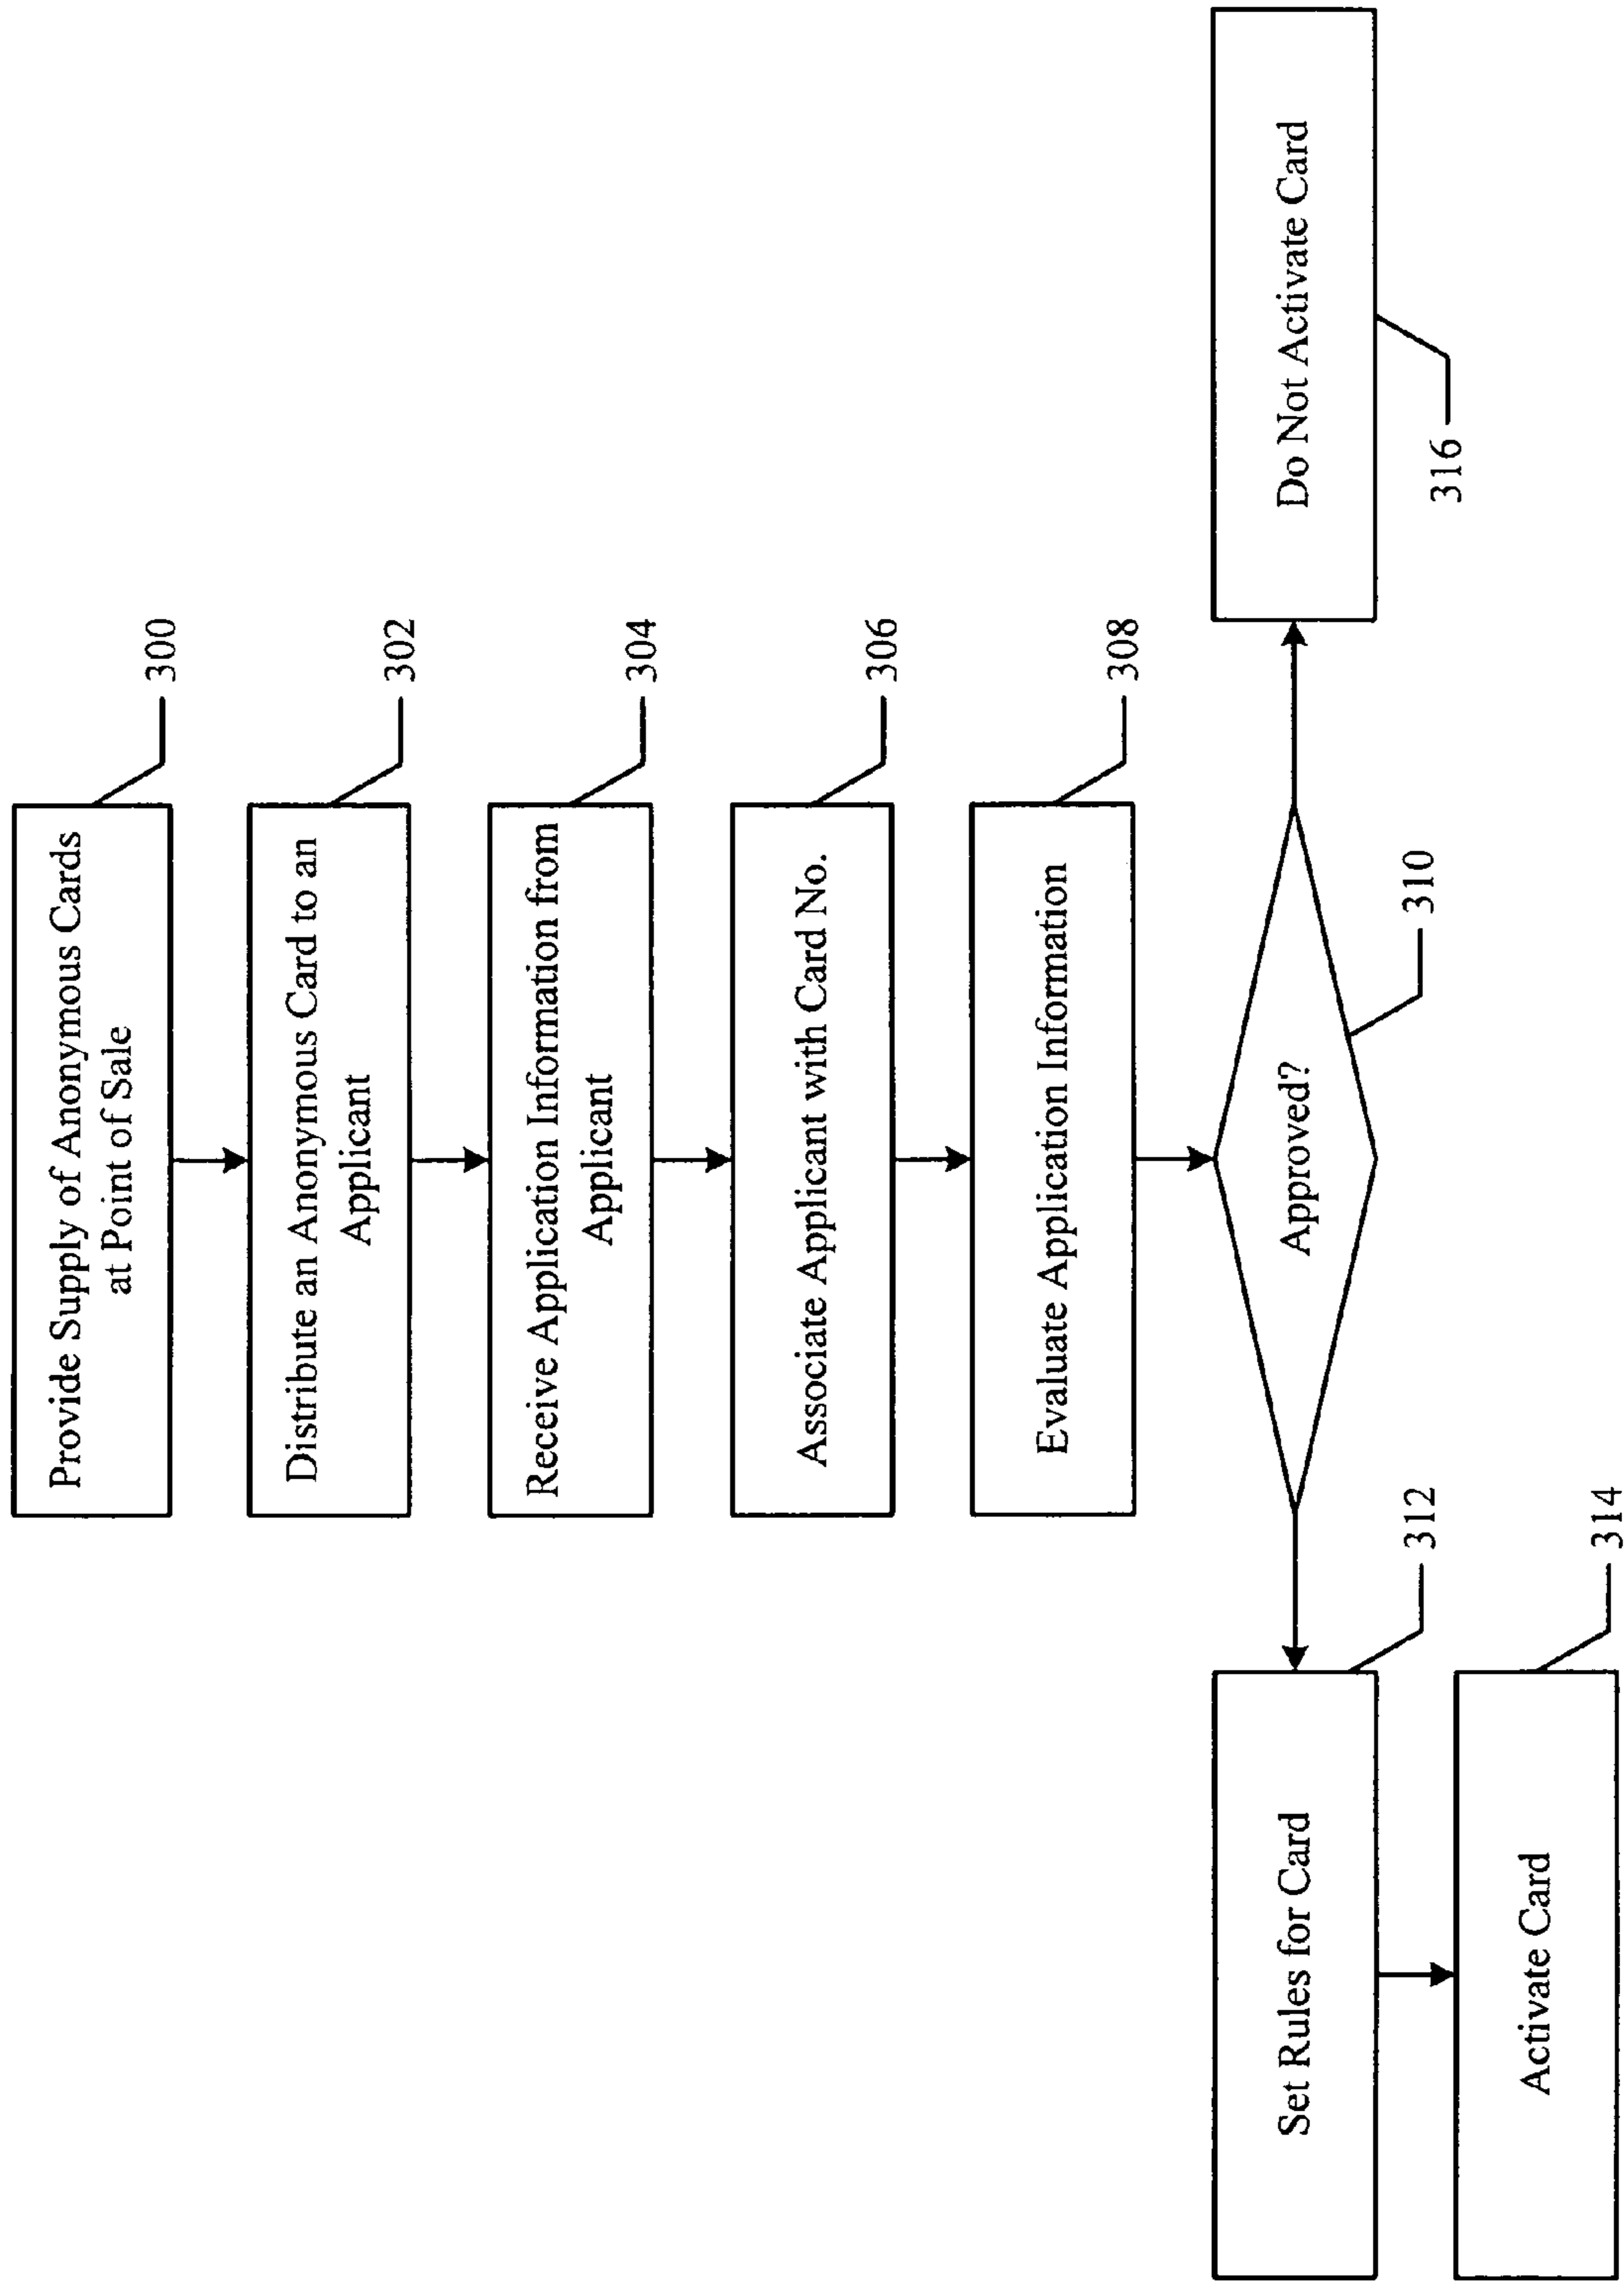 Provide Supply of Anonymous Cards
at Point of Sale
300
Distribute an Anonymous Card to an
Applicant
302
Receive Application Information from
Applicant
304
Associate Applicant with Card No.
306
Evaluate Application Information
308
Approved?
310
Set Rules for Card
312
Activate Card
314
Do Not Activate Card
316